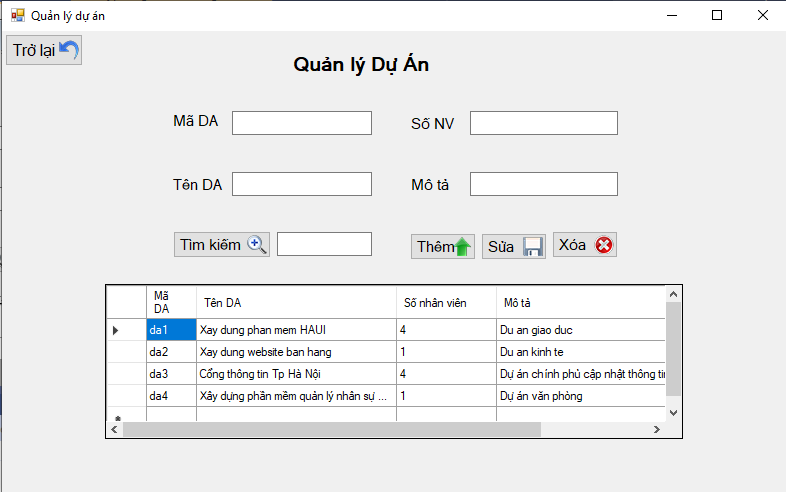 Quản lý dự án
Trở lại
Quản lý Dự Án
Mã DA Số NV
Tên DA Mô tả
Tìm kiếm Thêm Sửa Xóa
Mã DA Tên DA Số nhân viên Mô tả
da1 Xay dung phan mem HAUI 4 Du an giao duc
da2 Xay dung website ban hang 1 Du an kinh te
da3 Cổng thông tin Tp Hà Nội 4 Dự án chính phủ cập nhật thông tin
da4 Xây dựng phần mềm quản lý nhân sự ... 1 Dự án văn phòng